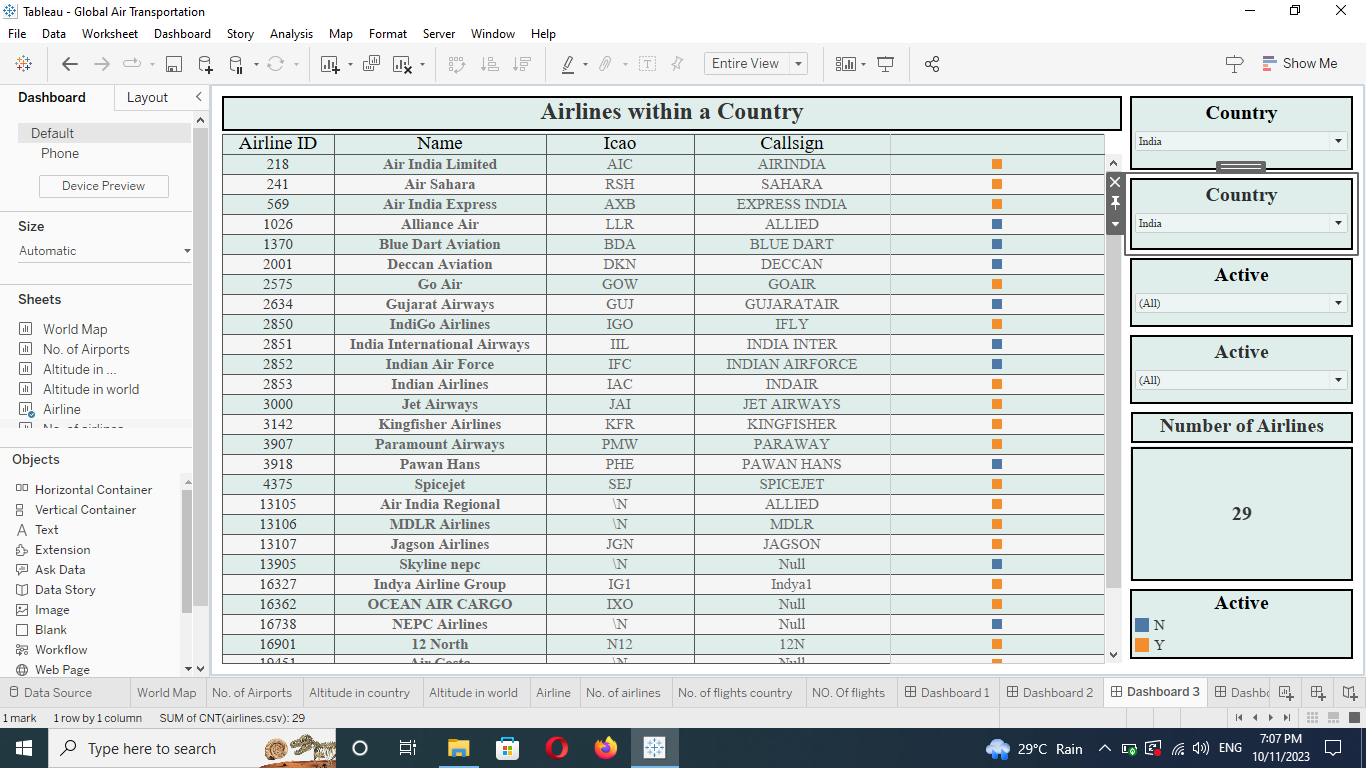 Tableau - Global Air Transportation
File Data Worksheet Dashboard Story Analysis Map Format Server Window Help
Entire View
Show Me
Dashboard Layout
Default
Phone
Device Preview
Size
Automatic
Sheets
World Map
No. of Airports
Altitude in ...
Altitude in world
Airline
No. of airlines
Objects
Horizontal Container
Vertical Container
Text
Extension
Ask Data
Data Story
Image
Blank
Workflow
Web Page
Airlines within a Country
Airline ID Name Icao Callsign
218 Air India Limited AIC AIRINDIA
241 Air Sahara RSH SAHARA
569 Air India Express AXB EXPRESS INDIA
1026 Alliance Air LLR ALLIED
1370 Blue Dart Aviation BDA BLUE DART
2001 Deccan Aviation DKN DECCAN
2575 Go Air GOW GOAIR
2634 Gujarat Airways GUJ GUJARATAIR
2850 IndiGo Airlines IGO IFLY
2851 India International Airways IIL INDIA INTER
2852 Indian Air Force IFC INDIAN AIRFORCE
2853 Indian Airlines IAC INDAIR
3000 Jet Airways JAI JET AIRWAYS
3142 Kingfisher Airlines KFR KINGFISHER
3907 Paramount Airways PMW PARAWAY
3918 Pawan Hans PHE PAWAN HANS
4375 Spicejet SEJ SPICEJET
13105 Air India Regional \N ALLIED
13106 MDLR Airlines \N MDLR
13107 Jagson Airlines JGN JAGSON
13905 Skyline nepc \N Null
16327 Indya Airline Group IG1 Indya1
16362 OCEAN AIR CARGO IXO Null
16738 NEPC Airlines \N Null
16901 12 North N12 12N
19451 Air Costa \N Null
Country
India
Country
India
Active
(All)
Active
(All)
Number of Airlines
29
Active
N
Y
Data Source World Map No. of Airports Altitude in country Altitude in world Airline No. of airlines No. of flights country NO. Of flights Dashboard 1 Dashboard 2 Dashboard 3 Dashbo
1 mark 1 row by 1 column SUM of CNT(airlines.csv): 29
Type here to search
29°C Rain
ENG
7:07 PM
10/11/2023